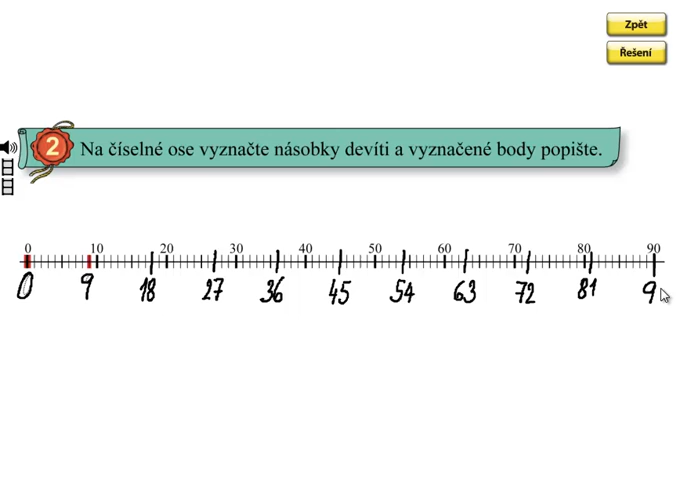 Zpět
Řešení
2 Na číselné ose vyznačte násobky devíti a vyznačené body popište.
0 10 20 30 40 50 60 70 80 90
0 9 18 27 36 45 54 63 72 81 9